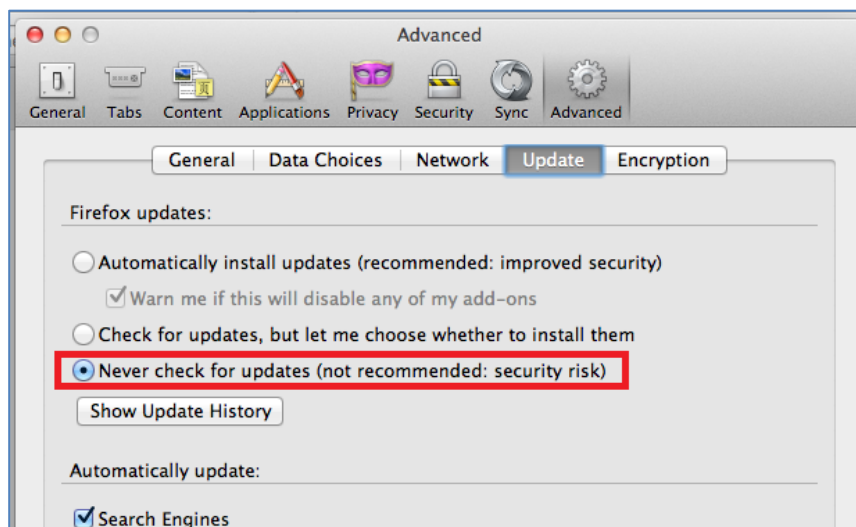 Advanced
General Tabs Content Applications Privacy Security Sync Advanced
General Data Choices Network Update Encryption
Firefox updates:
Automatically install updates (recommended: improved security)
Warn me if this will disable any of my add-ons
Check for updates, but let me choose whether to install them
Never check for updates (not recommended: security risk)
Show Update History
Automatically update:
Search Engines